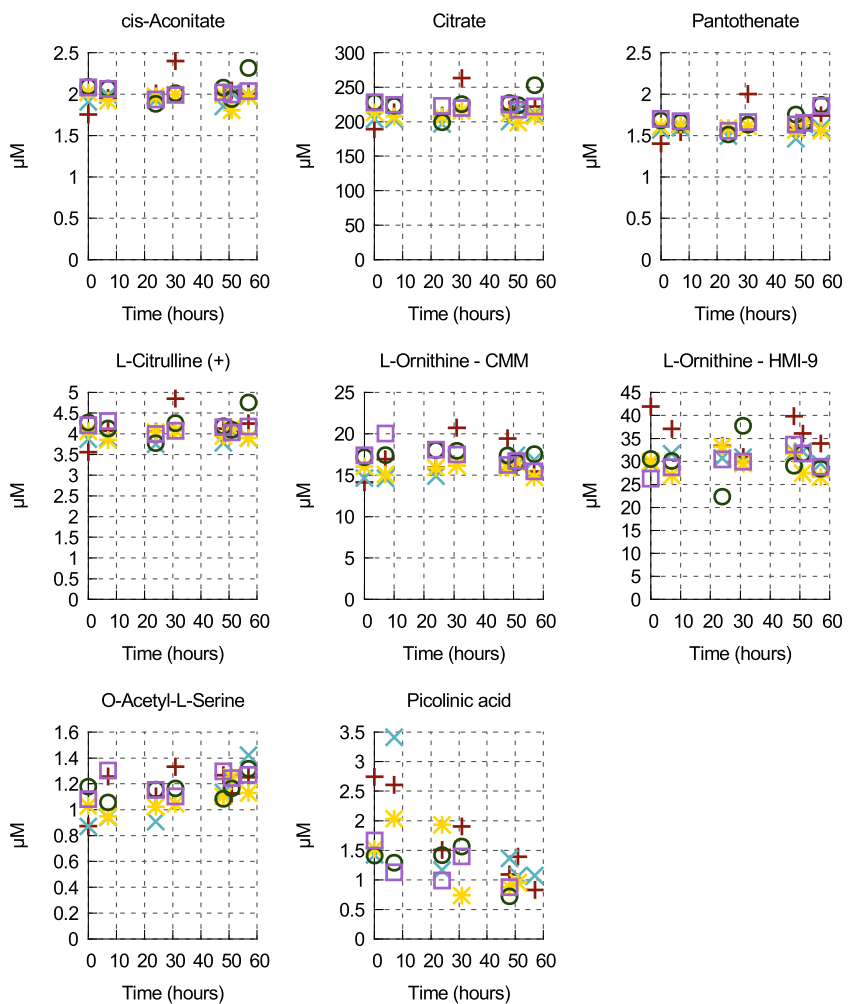 cis-Aconitate
Citrate
Pantothenate
2.5
2
1.5
1
0.5
0
µM
0 10 20 30 40 50 60
Time (hours)
300
250
200
150
100
50
0
µM
0 10 20 30 40 50 60
Time (hours)
2.5
2
1.5
1
0.5
0
µM
0 10 20 30 40 50 60
Time (hours)
L-Citrulline (+)
L-Ornithine - CMM
L-Ornithine - HMI-9
5
4.5
4
3.5
3
2.5
2
1.5
1
0.5
0
µM
0 10 20 30 40 50 60
Time (hours)
25
20
15
10
5
0
µM
0 10 20 30 40 50 60
Time (hours)
45
40
35
30
25
20
15
10
5
0
µM
0 10 20 30 40 50 60
Time (hours)
O-Acetyl-L-Serine
Picolinic acid
1.6
1.4
1.2
1
0.8
0.6
0.4
0.2
0
µM
0 10 20 30 40 50 60
Time (hours)
3.5
3
2.5
2
1.5
1
0.5
0
µM
0 10 20 30 40 50 60
Time (hours)